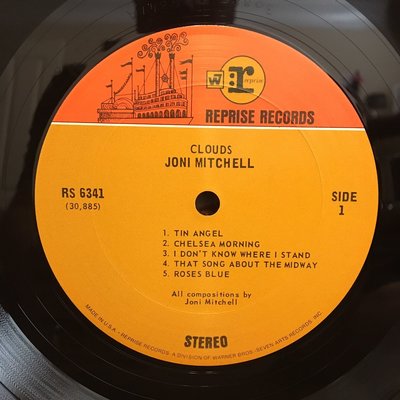 W7
r
reprise
REPRISE RECORDS
CLOUDS
JONI MITCHELL
RS 6341
(30,885)
SIDE
1
1. TIN ANGEL
2. CHELSEA MORNING
3. I DON'T KNOW WHERE I STAND
4. THAT SONG ABOUT THE MIDWAY
5. ROSES BLUE
All compositions by
Joni Mitchell
STEREO
MADE IN U.S.A. - REPRISE RECORDS, A DIVISION OF WARNER BROS.-SEVEN ARTS RECORDS, INC.